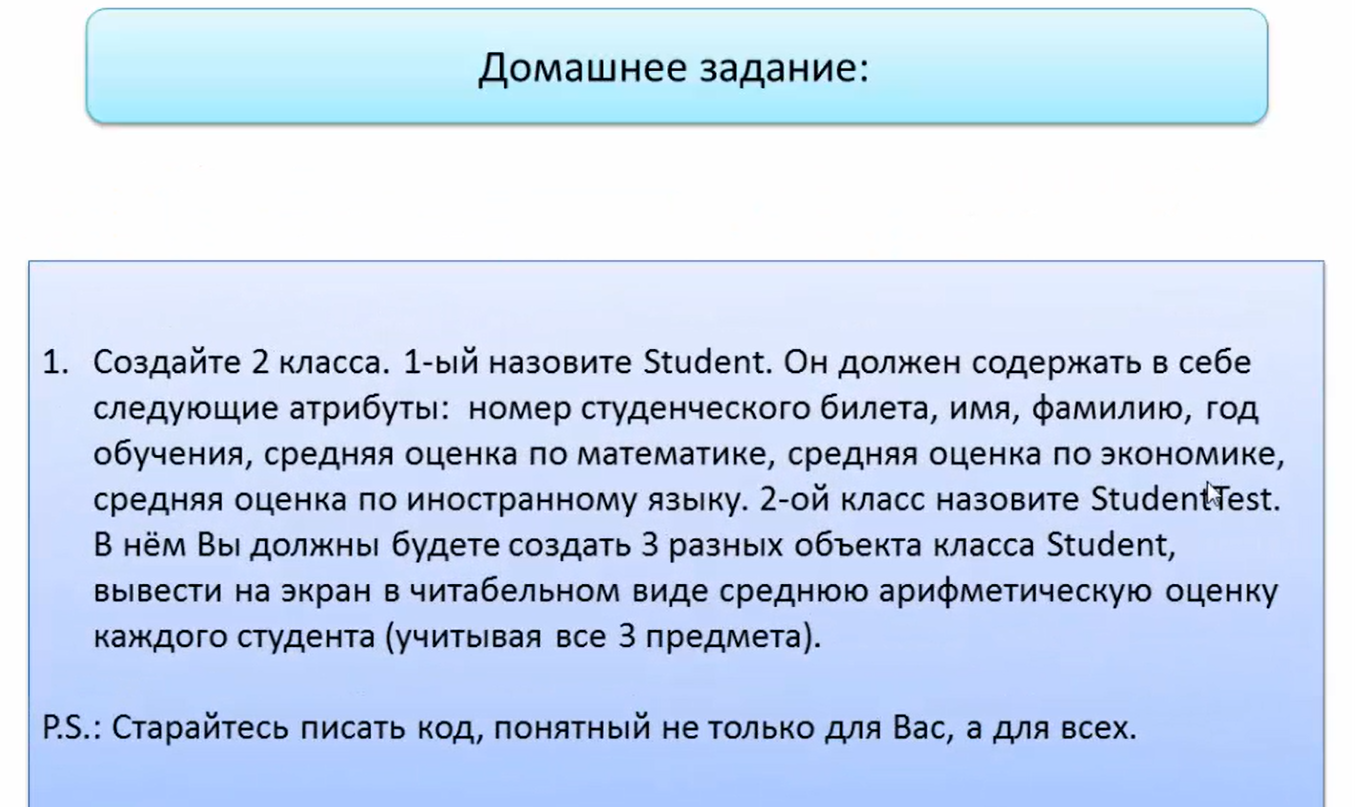 Домашнее задание:
1. Создайте 2 класса. 1-ый назовите Student. Он должен содержать в себе
следующие атрибуты: номер студенческого билета, имя, фамилию, год
обучения, средняя оценка по математике, средняя оценка по экономике,
средняя оценка по иностранному языку. 2-ой класс назовите StudentTest.
В нём Вы должны будете создать 3 разных объекта класса Student,
вывести на экран в читабельном виде среднюю арифметическую оценку
каждого студента (учитывая все 3 предмета).
P.S.: Старайтесь писать код, понятный не только для Вас, а для всех.